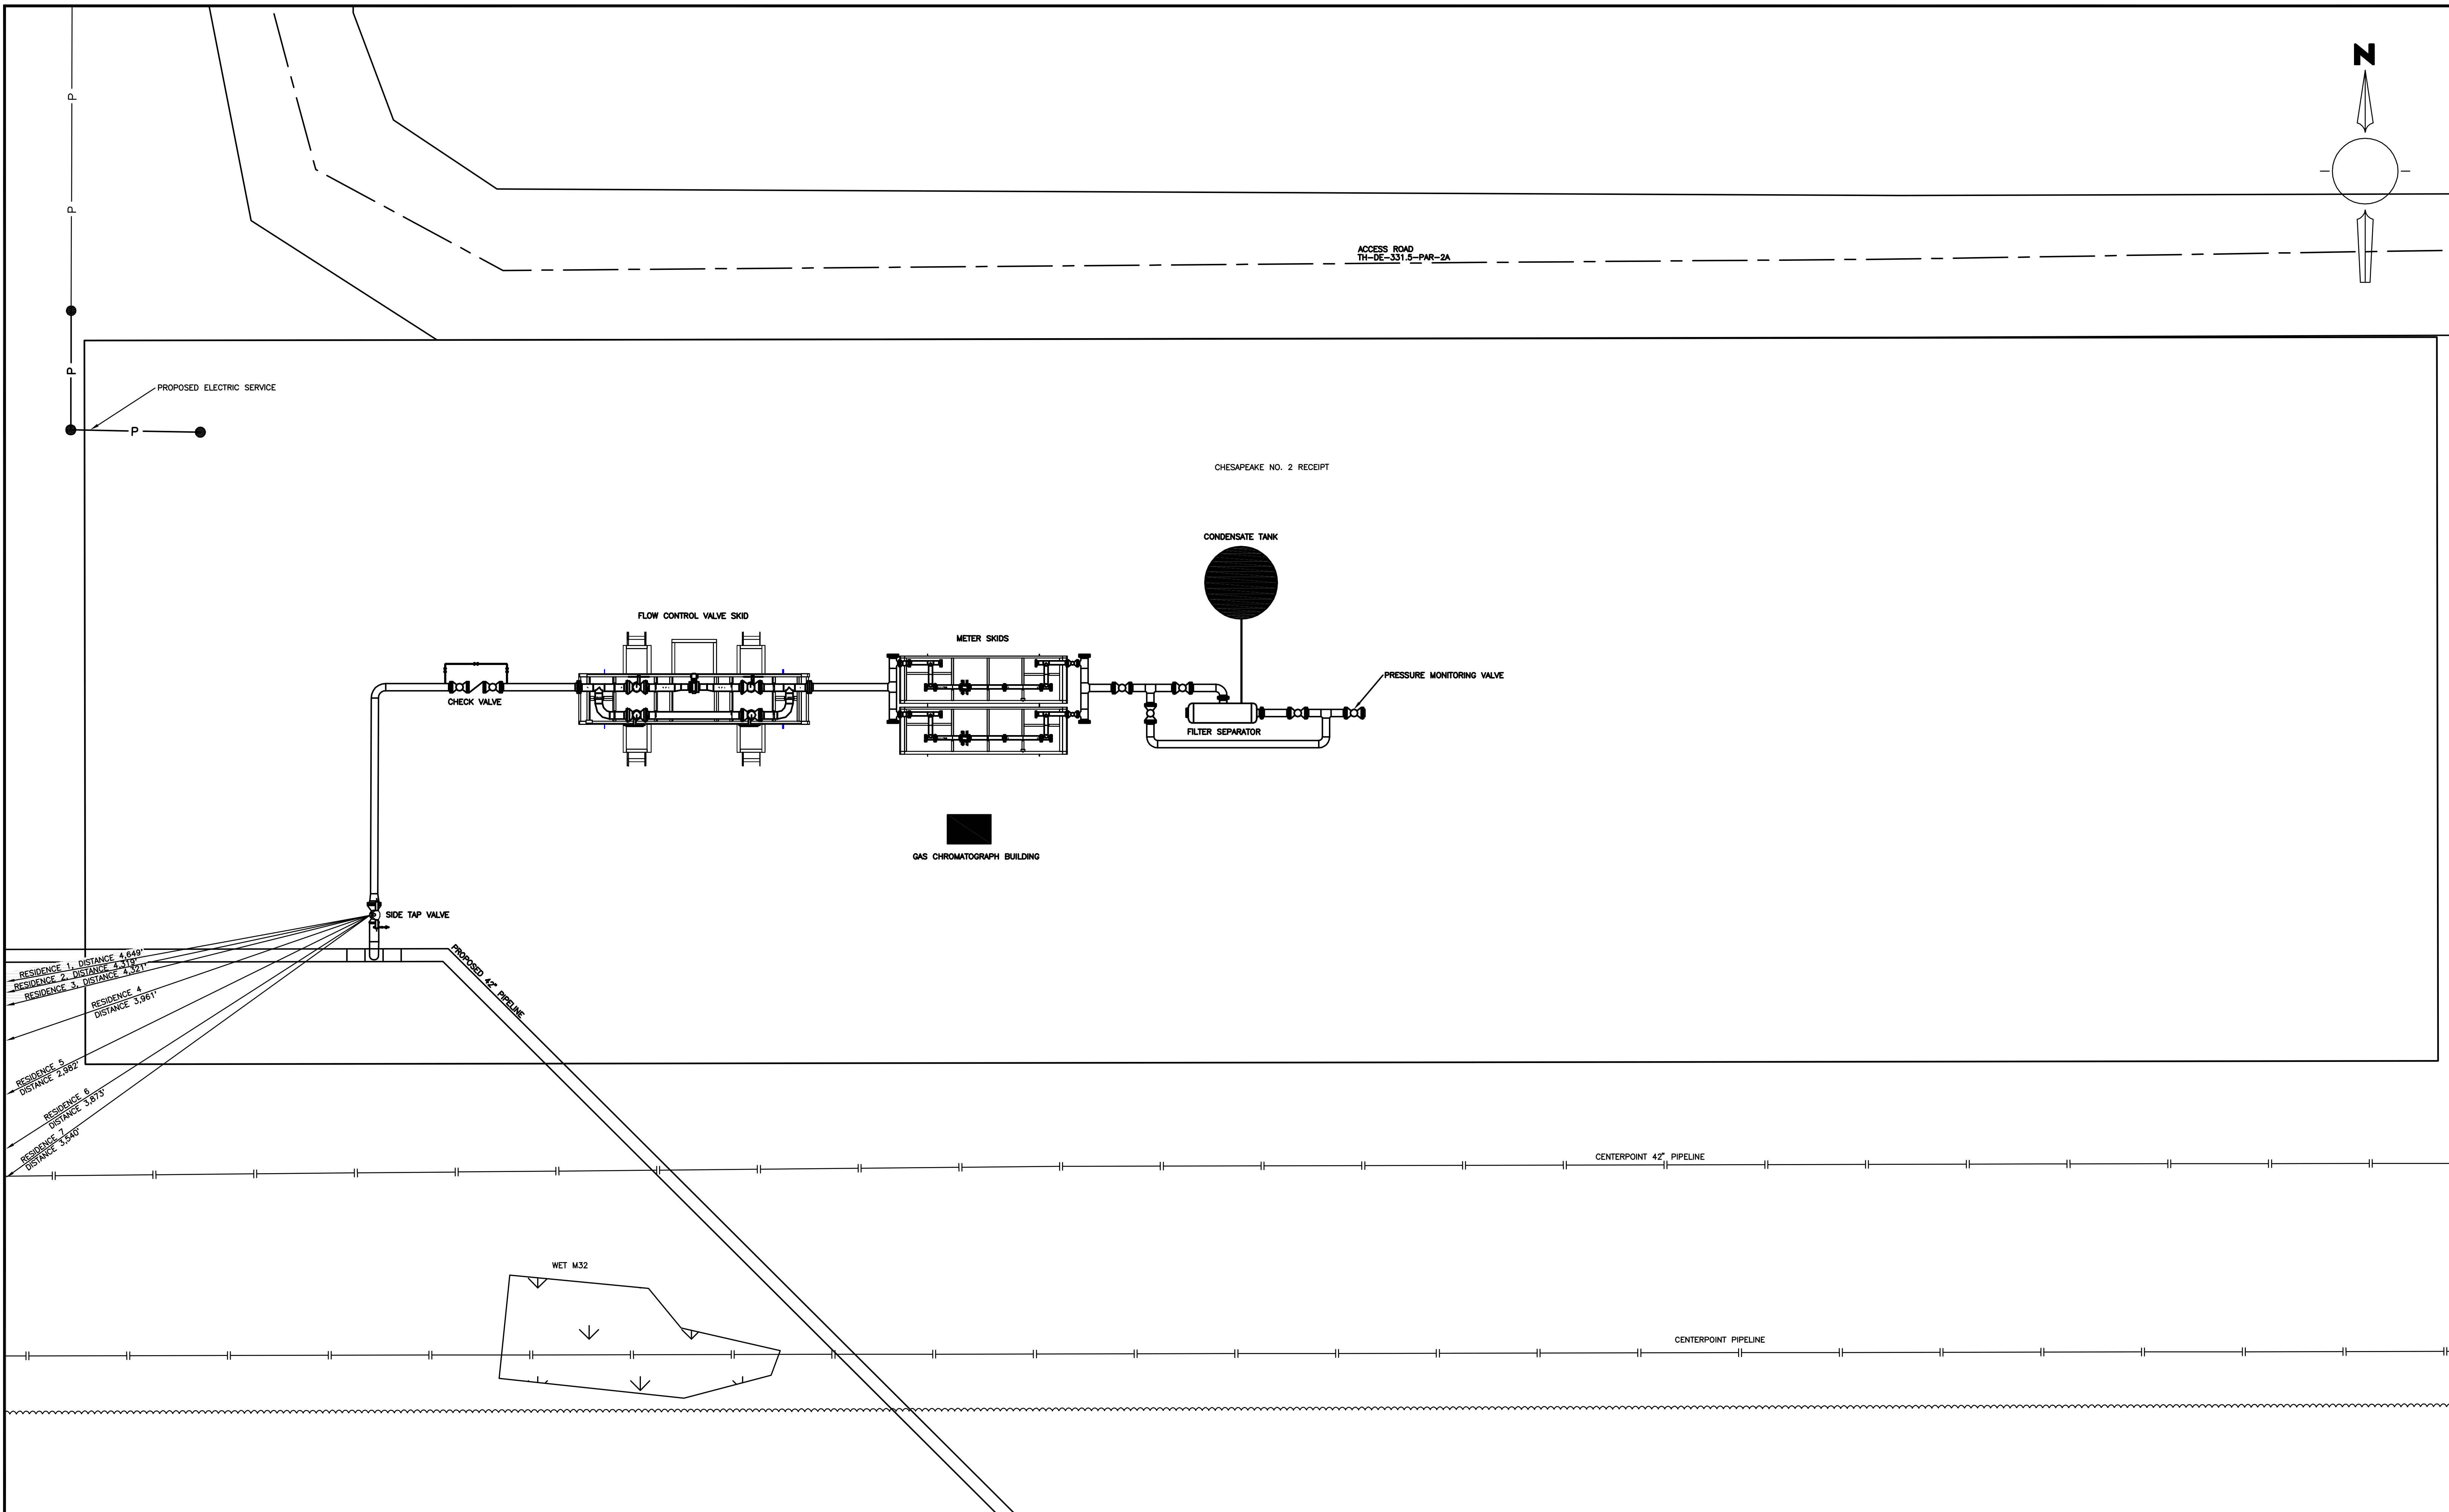 N
P
P
ACCESS ROAD
TH-DE-331.5-PAR-2A
P
PROPOSED ELECTRIC SERVICE
P
CHESAPEAKE NO. 2 RECEIPT
CONDENSATE TANK
FLOW CONTROL VALVE SKID
METER SKIDS
PRESSURE MONITORING VALVE
CHECK VALVE
FILTER SEPARATOR
GAS CHROMATOGRAPH BUILDING
SIDE TAP VALVE
PROPOSED 42" PIPELINE
RESIDENCE 1, DISTANCE 4,649'
RESIDENCE 2, DISTANCE 4,319'
RESIDENCE 3, DISTANCE 4,321'
RESIDENCE 4
DISTANCE 3,961'
RESIDENCE 5
DISTANCE 2,982'
RESIDENCE 6
DISTANCE 3,873'
RESIDENCE 7
DISTANCE 3,540'
CENTERPOINT 42" PIPELINE
WET M32
CENTERPOINT PIPELINE